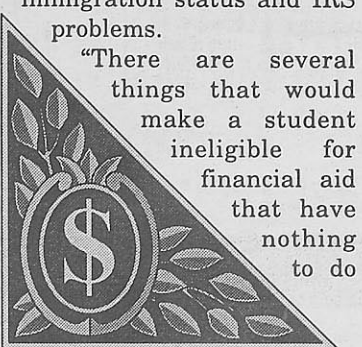 immigration status and IRS
problems.
“There are several
things that would
make a student
ineligible for
financial aid
that have
nothing
to do
$